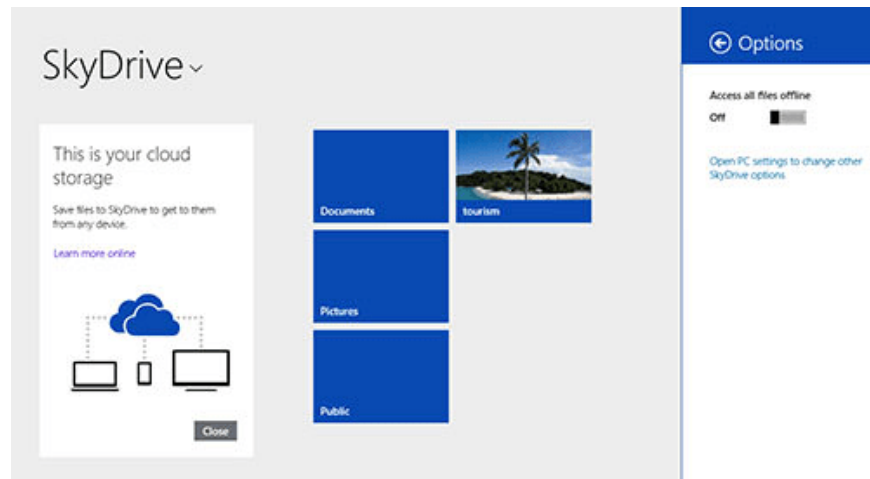 SkyDrive
This is your cloud
storage
Save files to SkyDrive to get to them
from any device.
Learn more online
Close
Documents
tourism
Pictures
Public
Options
Access all files offline
Off
Open PC settings to change other
SkyDrive options